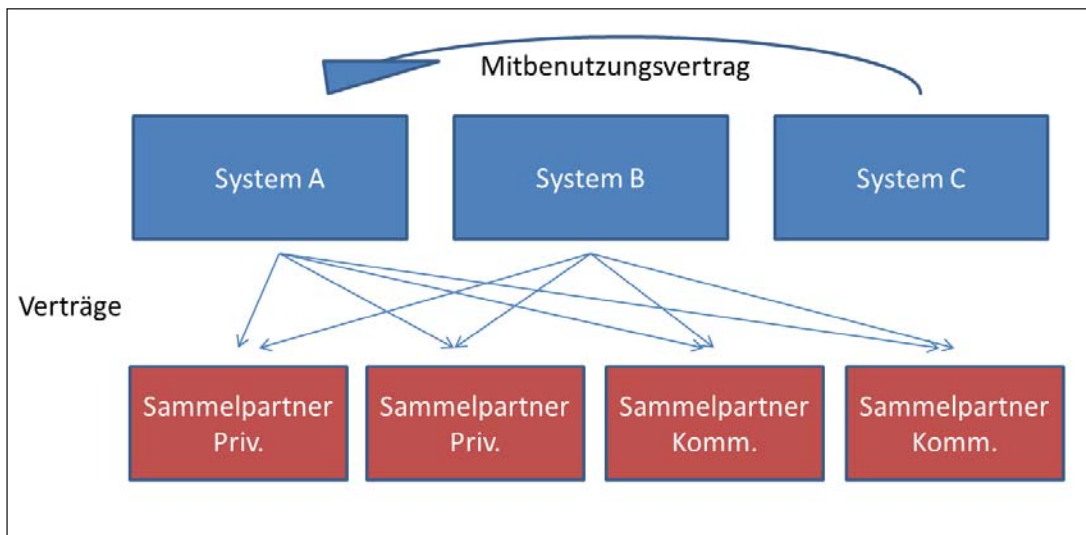 Mitbenutzungsvertrag
System A
System B
System C
Verträge
Sammelpartner
Priv.
Sammelpartner
Priv.
Sammelpartner
Komm.
Sammelpartner
Komm.